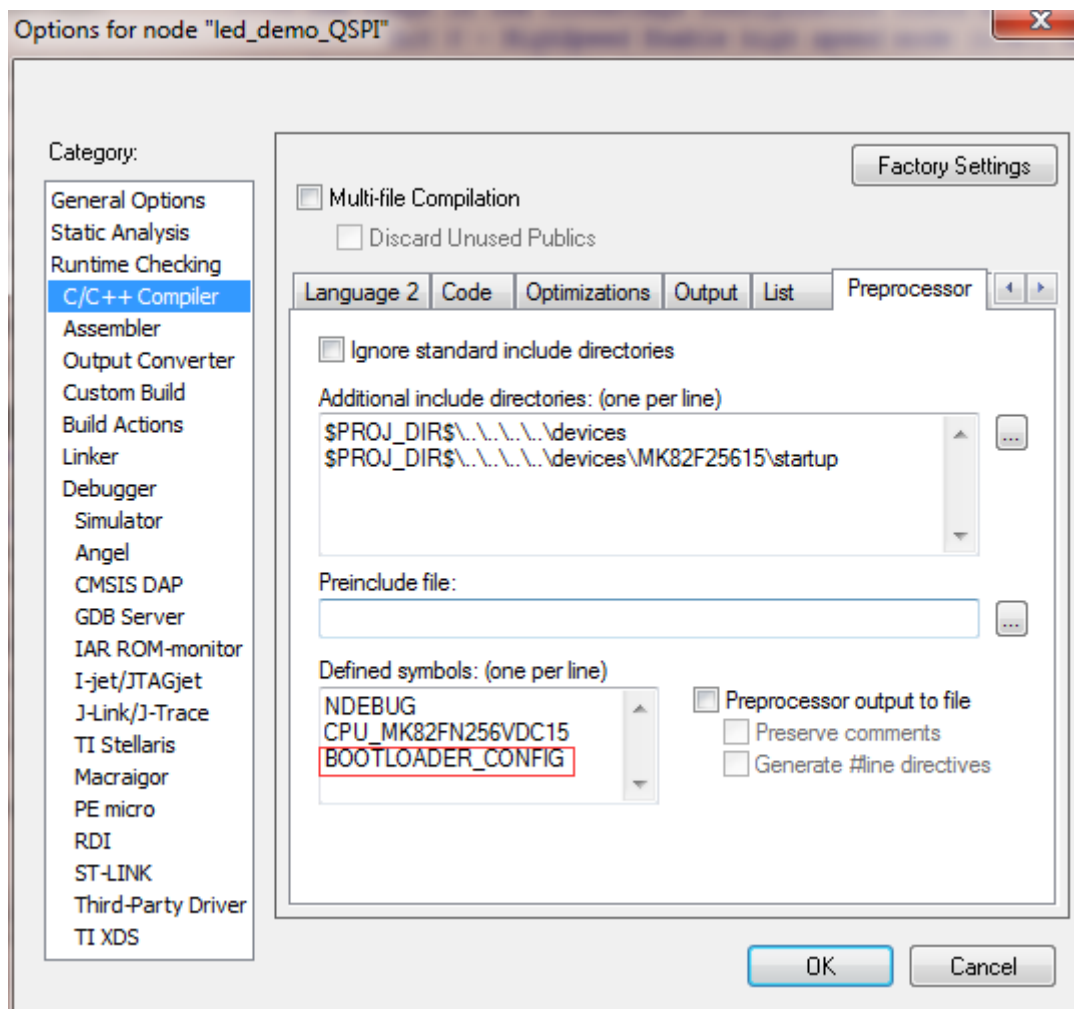 Options for node "led_demo_QSPI"
Category:
General Options
Static Analysis
Runtime Checking
C/C++ Compiler
Assembler
Output Converter
Custom Build
Build Actions
Linker
Debugger
Simulator
Angel
CMSIS DAP
GDB Server
IAR ROM-monitor
I-jet/JTAGjet
J-Link/J-Trace
TI Stellaris
Macraigor
PE micro
RDI
ST-LINK
Third-Party Driver
TI XDS
Factory Settings
Multi-file Compilation
Discard Unused Publics
Language 2 Code Optimizations Output List Preprocessor
Ignore standard include directories
Additional include directories: (one per line)
$PROJ_DIR$\..\..\..\..\..\devices
$PROJ_DIR$\..\..\..\..\..\devices\MK82F25615\startup
...
Preinclude file:
...
Defined symbols: (one per line)
NDEBUG
CPU_MK82FN256VDC15
BOOTLOADER_CONFIG
Preprocessor output to file
Preserve comments
Generate #line directives
OK Cancel